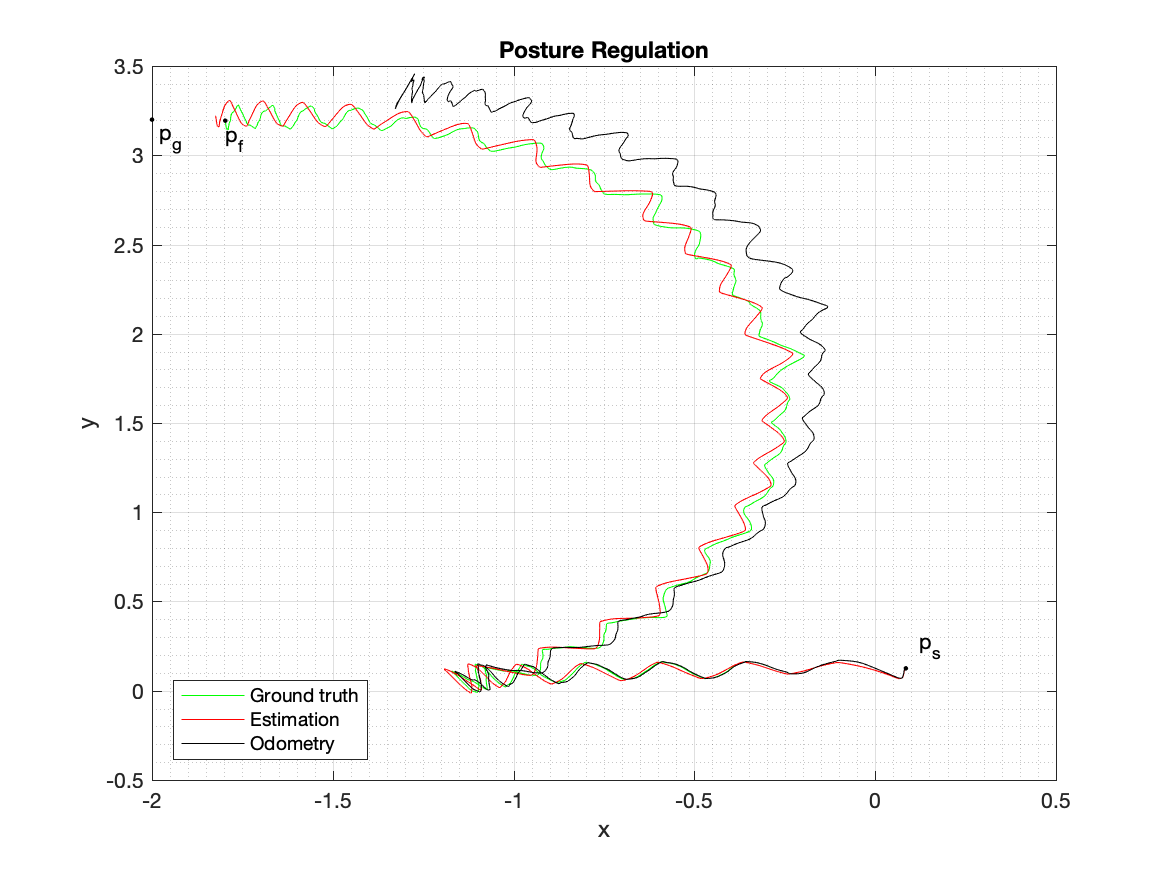 Posture Regulation
3.5
3
2.5
2
1.5
1
0.5
0
-0.5
y
p_g
p_f
p_s
Ground truth
Estimation
Odometry
-2
-1.5
-1
-0.5
0
0.5
x